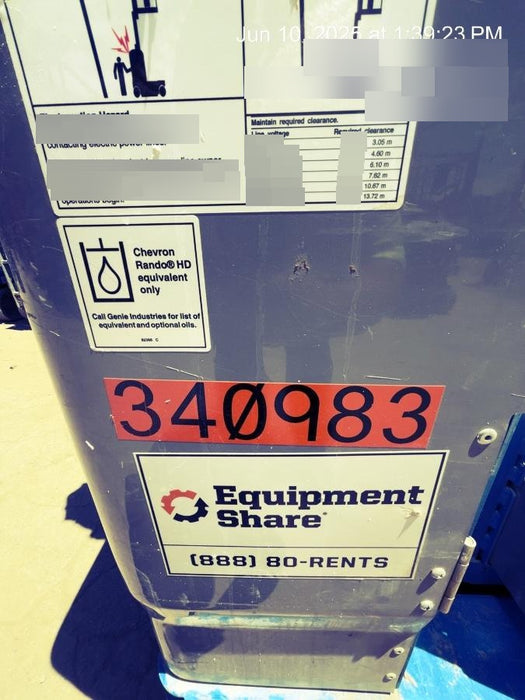 Jun 10, 2025 at 1:39:23 PM
Maintain required clearance.
Line voltage Required clearance
3.05 m
4.60 m
6.10 m
7.62 m
10.67 m
13.72 m
operations begin.
Chevron
Rando® HD
equivalent
only
Call Genie Industries for list of
equivalent and optional oils.
82366 C
340983
Equipment
Share
(888) 80-RENTS